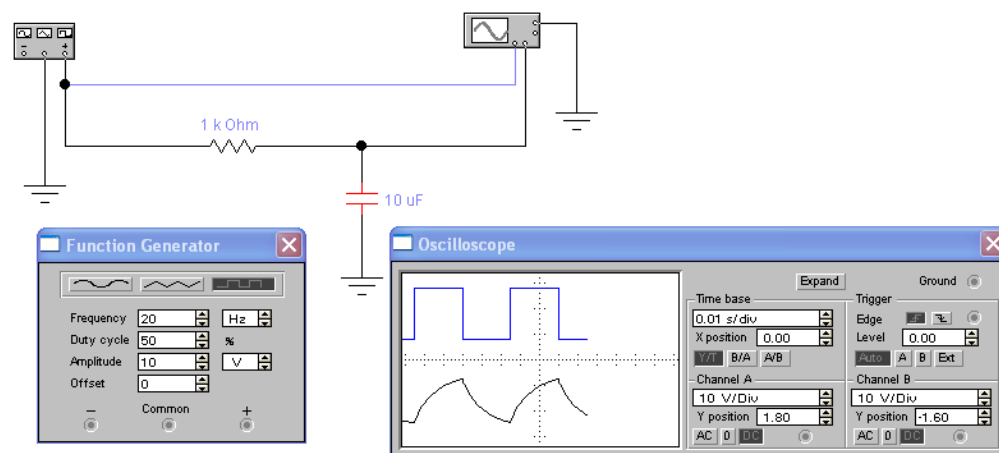 1 k Ohm
10 uF
Function Generator
Frequency 20 Hz
Duty cycle 50 %
Amplitude 10 V
Offset 0
− Common +
Oscilloscope
Expand Ground
Time base
0.01 s/div
X position 0.00
Y/T B/A A/B
Trigger
Edge
Level 0.00
Auto A B Ext
Channel A
10 V/Div
Y position 1.80
AC 0 DC
Channel B
10 V/Div
Y position -1.60
AC 0 DC